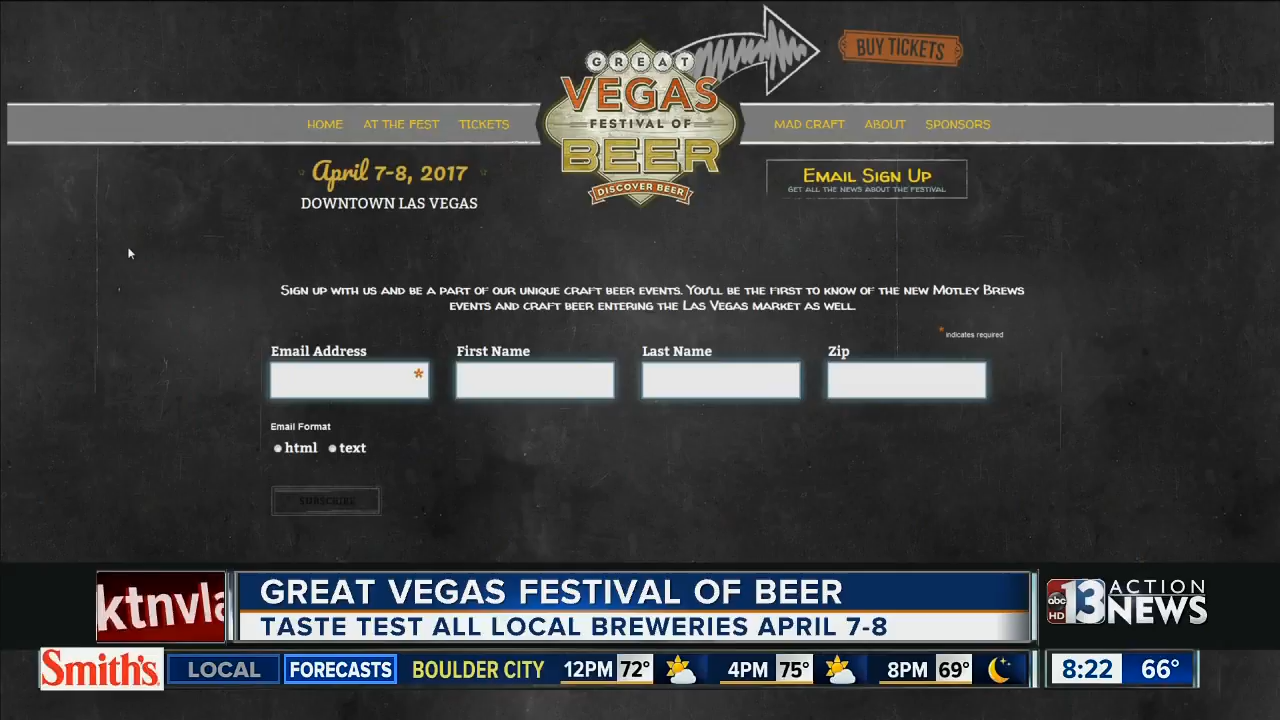 BUY TICKETS
GREAT
VEGAS
FESTIVAL OF
BEER
DISCOVER BEER
HOME AT THE FEST TICKETS
MAD CRAFT ABOUT SPONSORS
April 7-8, 2017
DOWNTOWN LAS VEGAS
EMAIL SIGN UP
GET ALL THE NEWS ABOUT THE FESTIVAL
SIGN UP WITH US AND BE A PART OF OUR UNIQUE CRAFT BEER EVENTS. YOU'LL BE THE FIRST TO KNOW OF THE NEW MOTLEY BREWS
EVENTS AND CRAFT BEER ENTERING THE LAS VEGAS MARKET AS WELL.
* indicates required
Email Address First Name Last Name Zip
*
Email Format
html text
SUBSCRIBE
ktnvla
GREAT VEGAS FESTIVAL OF BEER
TASTE TEST ALL LOCAL BREWERIES APRIL 7-8
abc HD 13 ACTION NEWS
Smith's LOCAL FORECASTS BOULDER CITY 12PM 72° 4PM 75° 8PM 69° 8:22 66°